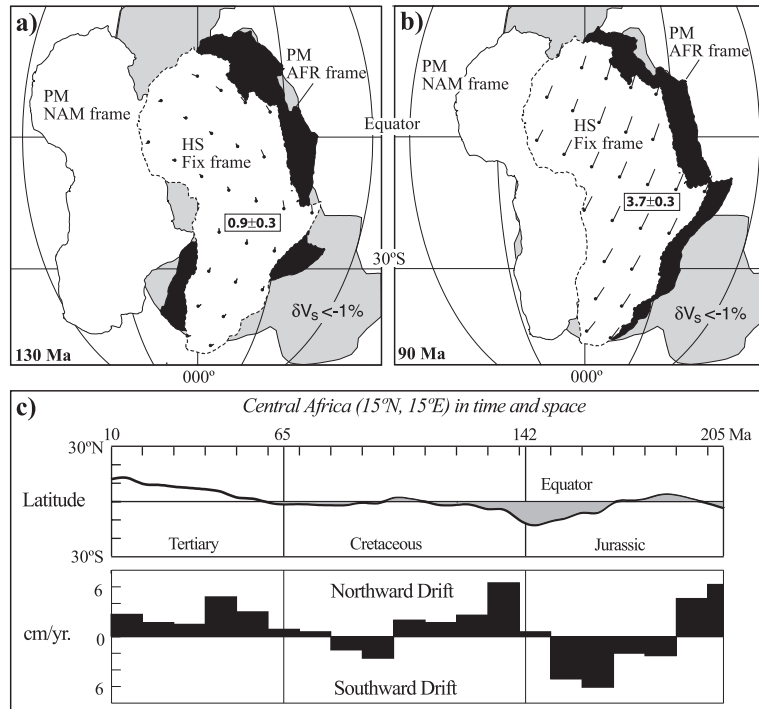 a)
PM
NAM frame
PM
AFR frame
HS
Fix frame
0.9±0.3
δVs <-1%
130 Ma
000º
Equator
30ºS
b)
PM
NAM frame
PM
AFR frame
HS
Fix frame
3.7±0.3
δVs <-1%
90 Ma
000º
c)
Central Africa (15ºN, 15ºE) in time and space
10 65 142 205 Ma
30ºN
Latitude
Equator
30ºS
Tertiary Cretaceous Jurassic
6
Northward Drift
cm/yr. 0
6
Southward Drift